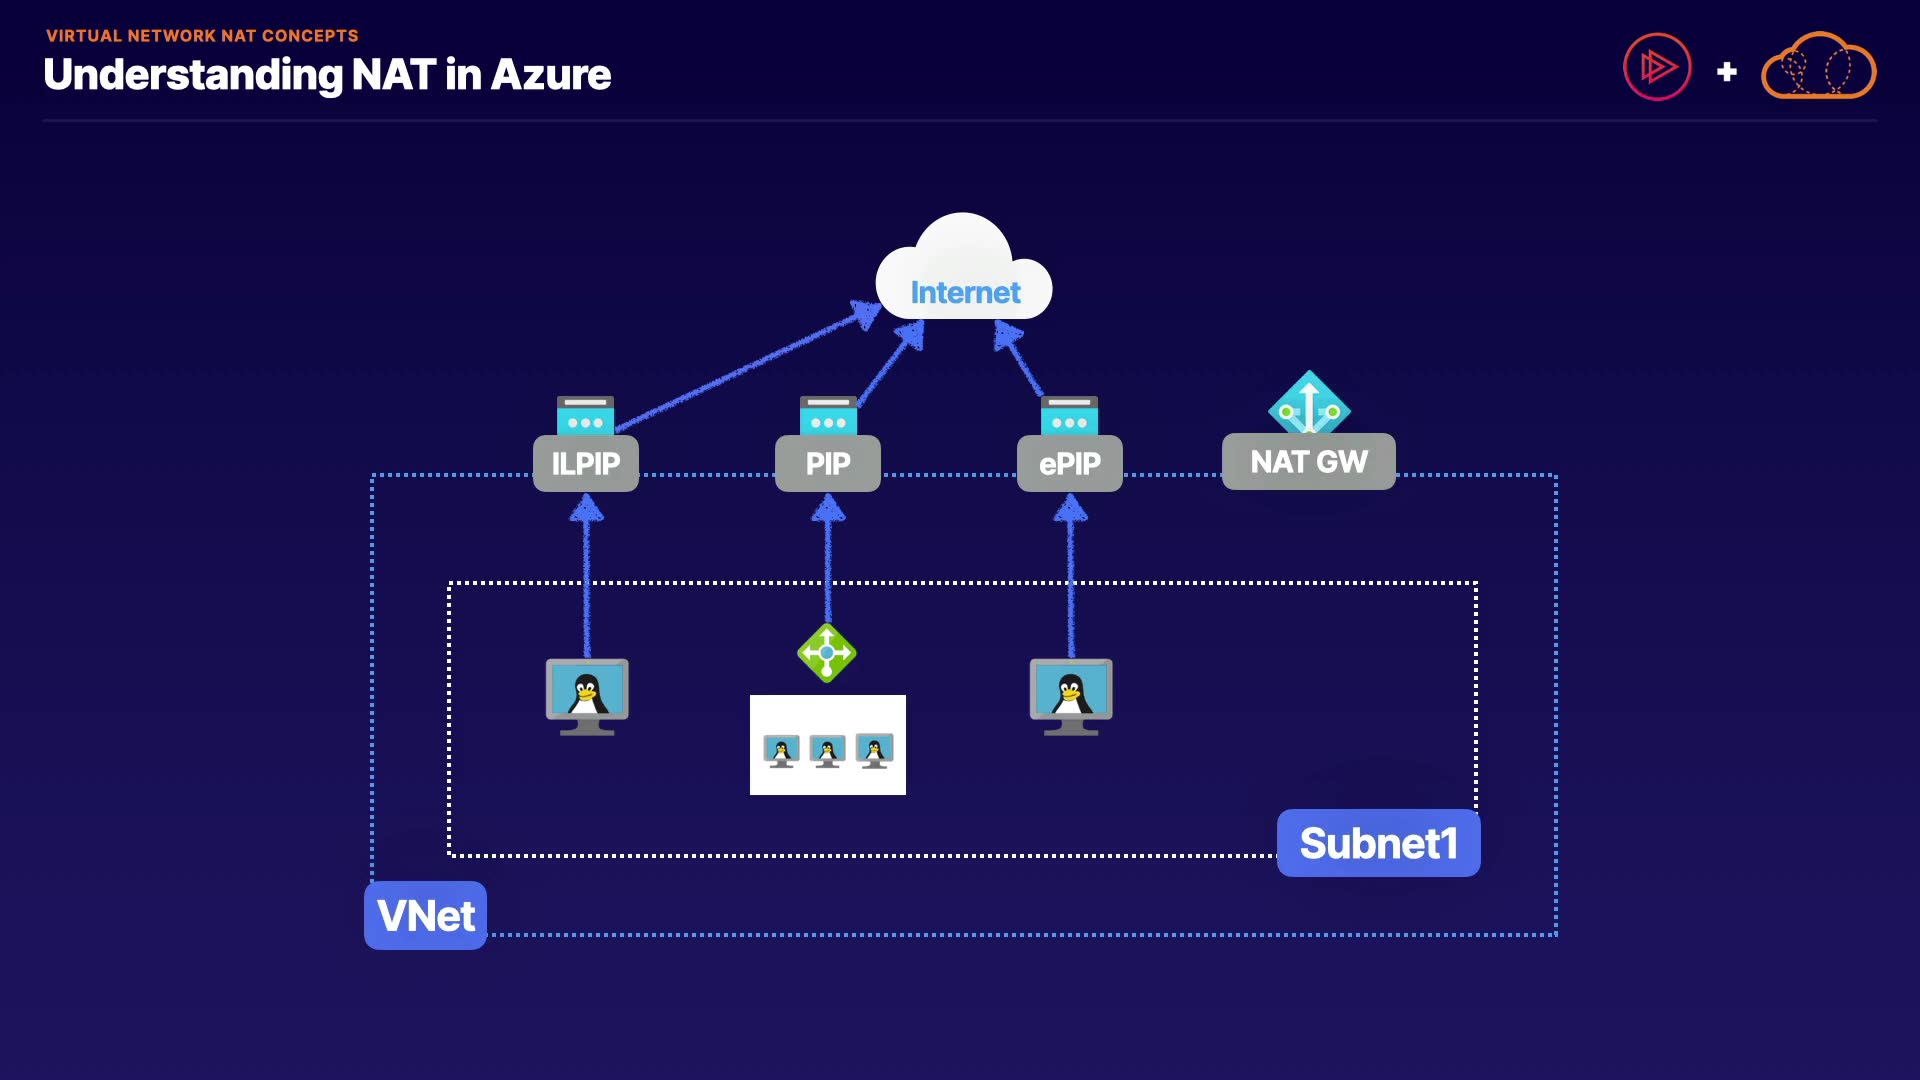 VIRTUAL NETWORK NAT CONCEPTS
Understanding NAT in Azure
Internet
ILPIP
PIP
ePIP
NAT GW
Subnet1
VNet